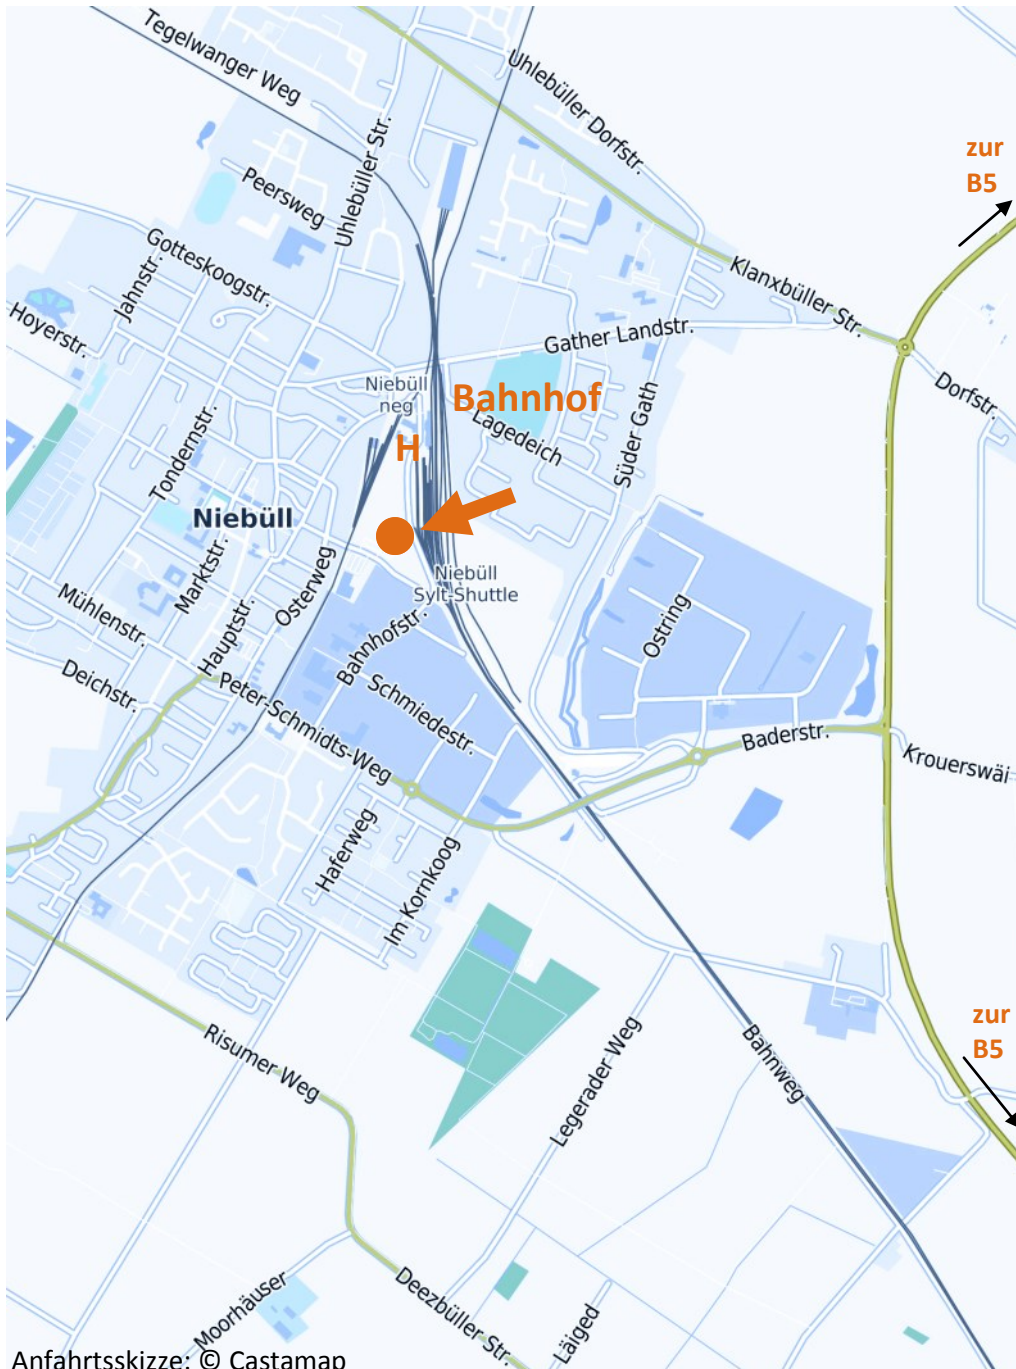 Tegelwanger Weg
Uhlebüller Str.
Uhlebüller Dorfstr.
zur
B5
Peersweg
Gotteskoogstr.
Jahnstr.
Klanxbüller Str.
Hoyerstr.
Gather Landstr.
Dorfstr.
Niebüll
neg
Bahnhof
Lagedeich
Süder Gath
H
Tondernstr.
Niebüll
Marktstr.
Osterweg
Niebüll
Sylt-Shuttle
Mühlenstr.
Hauptstr.
Bahnhofstr.
Ostring
Deichstr.
Peter-Schmidts-Weg
Schmiedestr.
Baderstr.
Krouerswäi
Haferweg
Im Kornkoog
Risumer Weg
Legerader Weg
Bahnweg
zur
B5
Moorhäuser
Deezbüller Str.
Läiged
Anfahrtsskizze: © Castamap